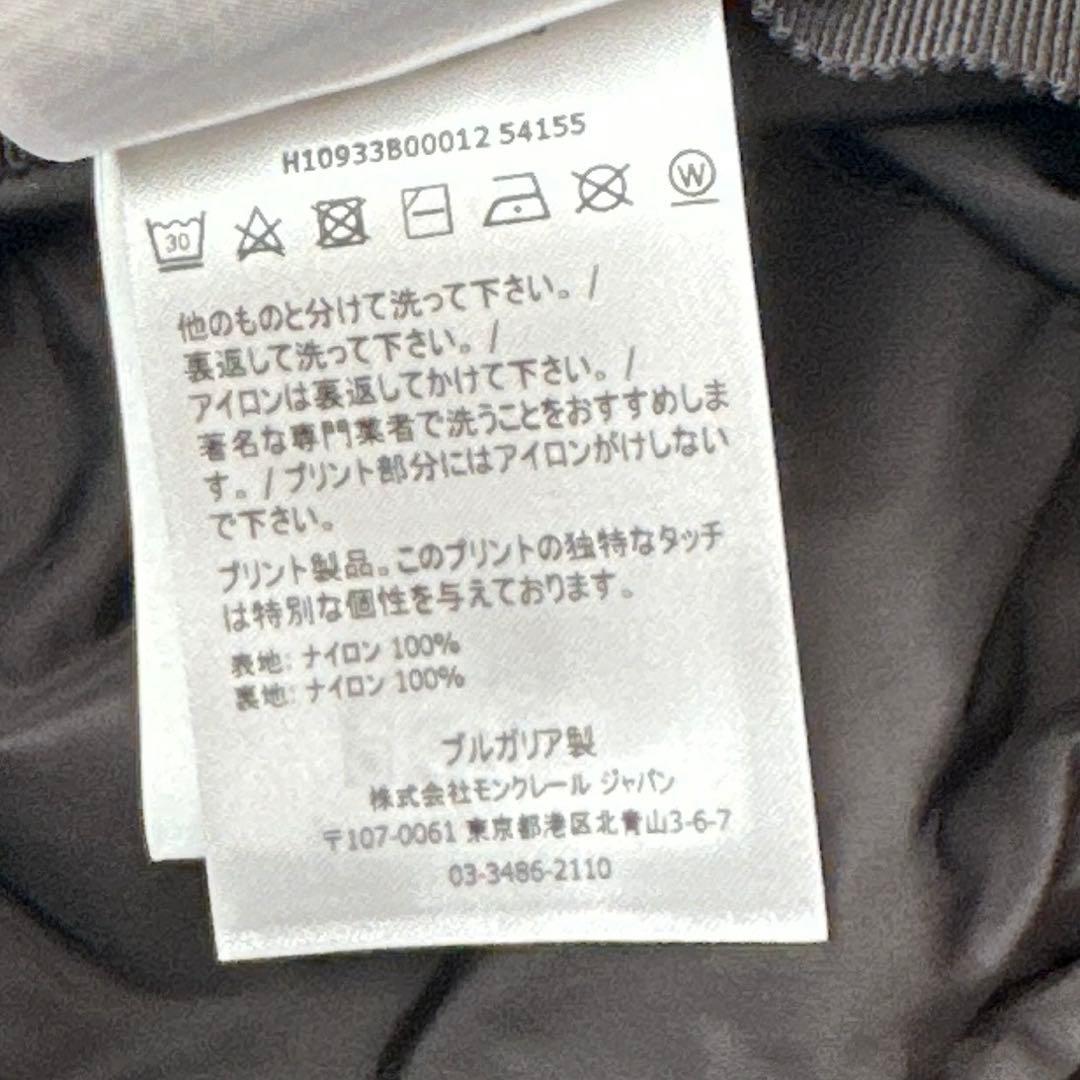 H10933B00012 54155
30
W
他のものと分けて洗って下さい。/
裏返して洗って下さい。/
アイロンは裏返してかけて下さい。/
著名な専門業者で洗うことをおすすめしま
す。/プリント部分にはアイロンがけしない
で下さい。
プリント製品。このプリントの独特なタッチ
は特別な個性を与えております。
表地: ナイロン 100%
裏地: ナイロン 100%
ブルガリア製
株式会社モンクレール ジャパン
〒107-0061 東京都港区北青山3-6-7
03-3486-2110